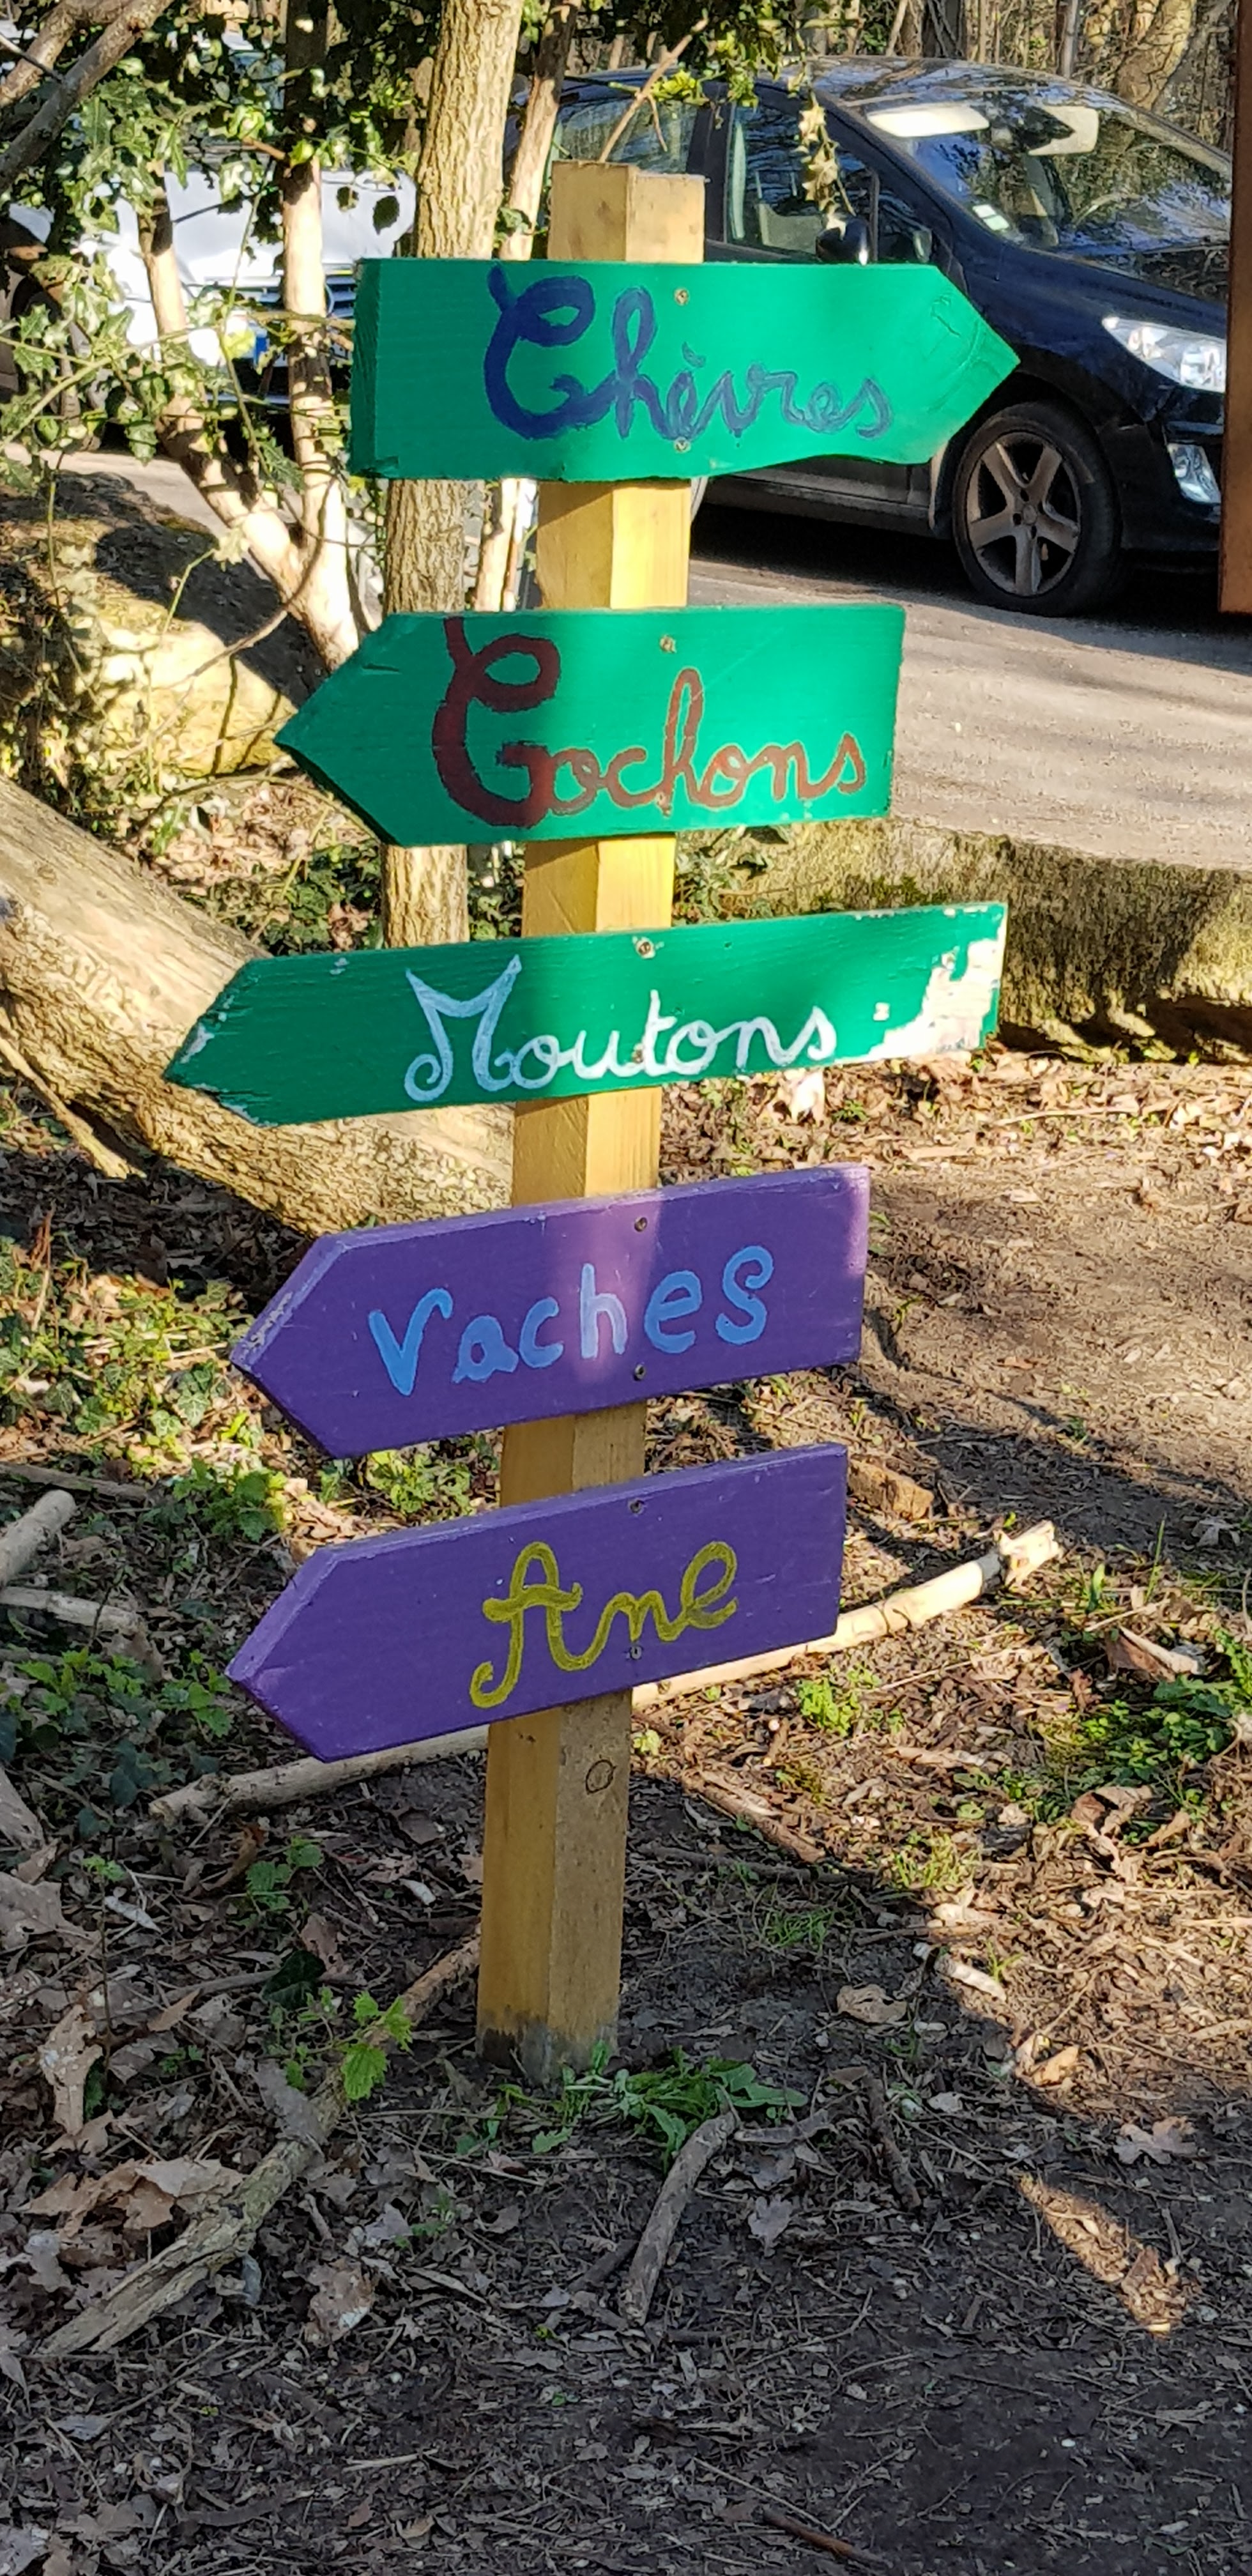 Chèvres
Cochons
Moutons
Vaches
Ane